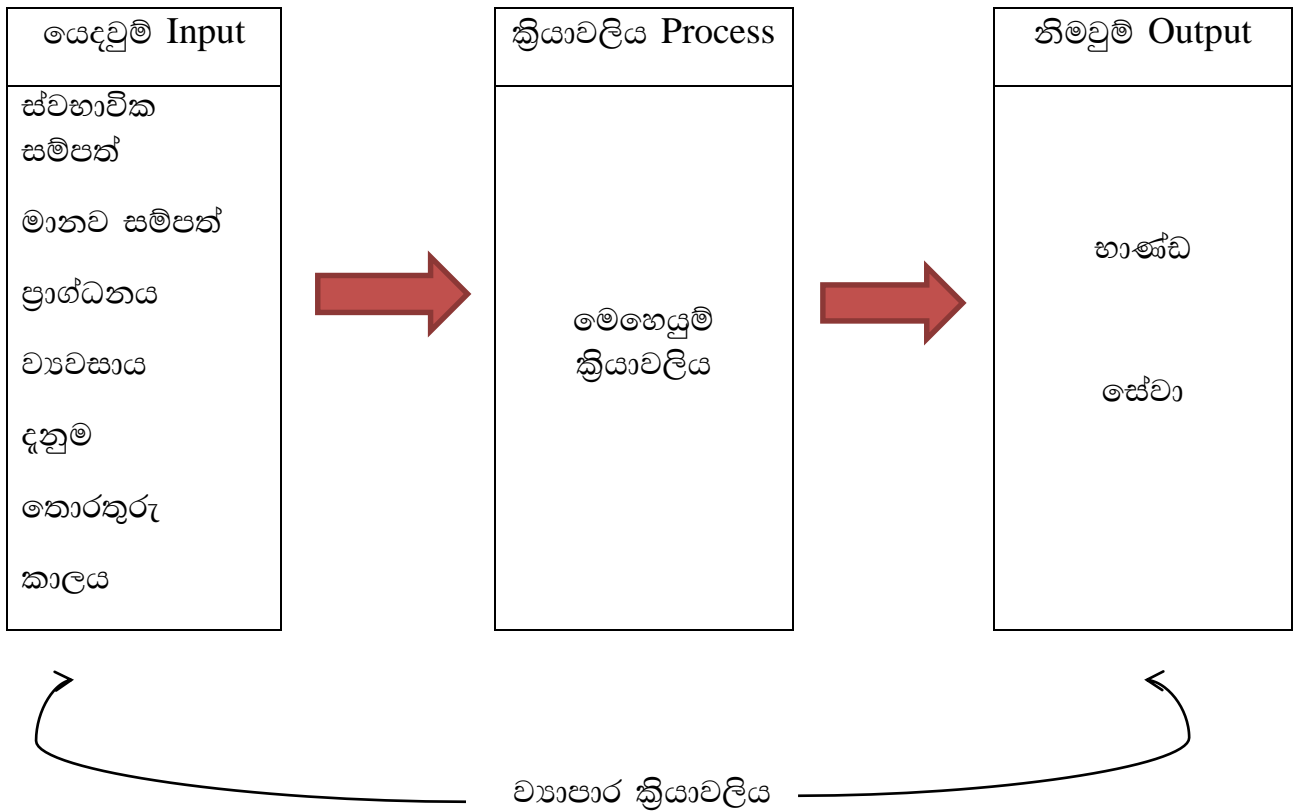 යෙදවුම් Input
ස්වභාවික
සම්පත්
මානව සම්පත්
ප්‍රාග්ධනය
ව්‍යවසාය
දැනුම
තොරතුරු
කාලය
ක්‍රියාවලිය Process
මෙහෙයුම්
ක්‍රියාවලිය
නිමවුම් Output
භාණ්ඩ
සේවා
ව්‍යාපාර ක්‍රියාවලිය